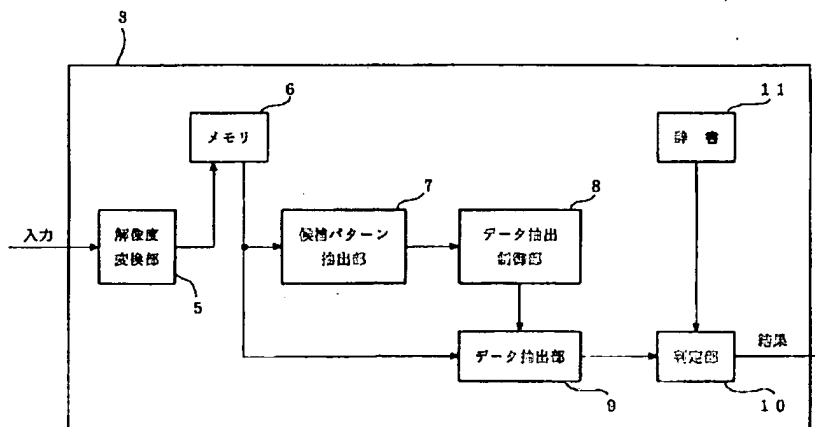 3
6
メモリ
11
辞書
入力
解像度
変換部
5
7
候補パターン
抽出部
8
データ抽出
制御部
データ抽出部
9
判定部
10
結果